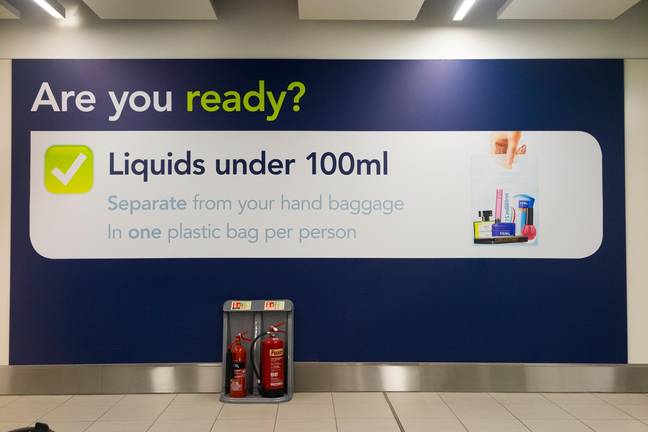 Are you ready?
Liquids under 100ml
Separate from your hand baggage
In one plastic bag per person